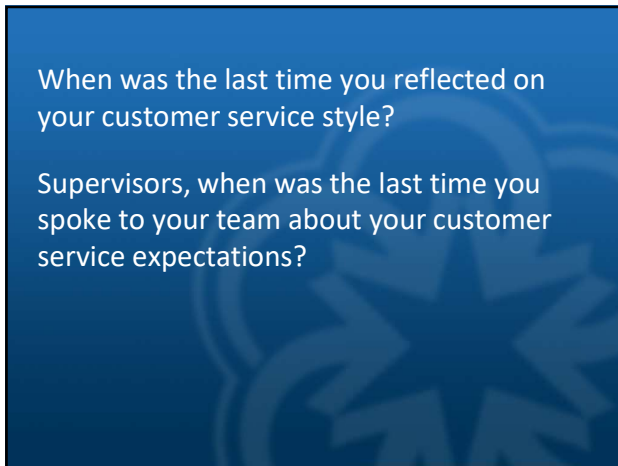 When was the last time you reflected on
your customer service style?
Supervisors, when was the last time you
spoke to your team about your customer
service expectations?